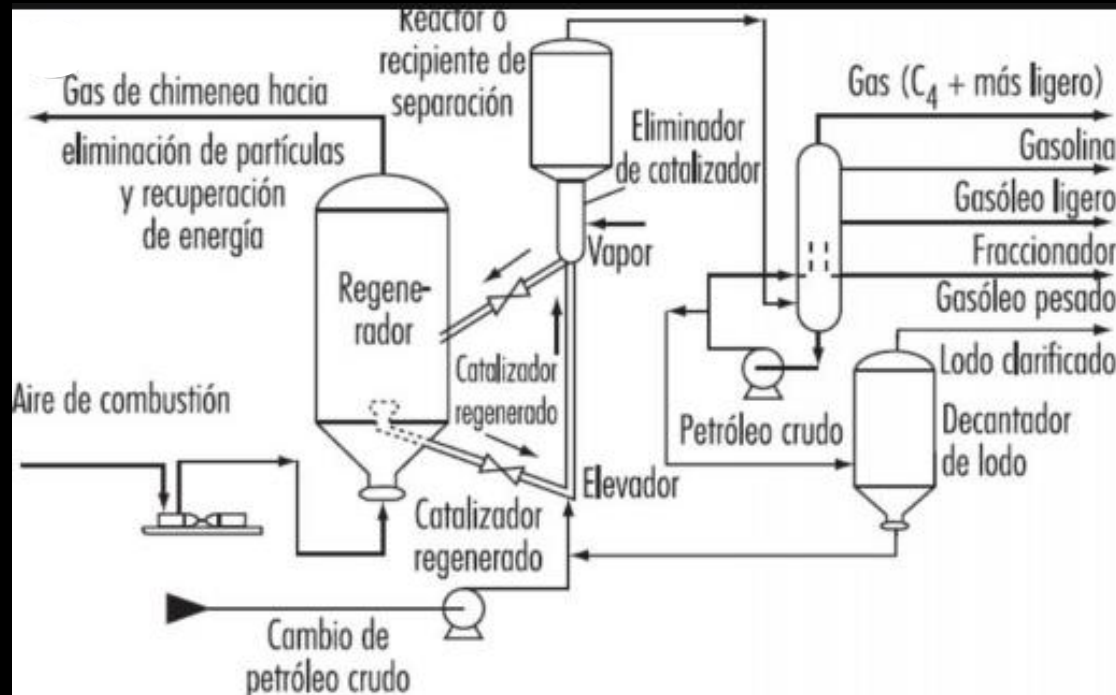 Reactor o
recipiente de
separación
Gas de chimenea hacia
eliminación de partículas
y recuperación
de energía
Eliminador
de catalizador
Vapor
Gas (C₄ + más ligero)
Gasolina
Gasóleo ligero
Fraccionador
Gasóleo pesado
Lodo clarificado
Regene-
rador
Catalizador
regenerado
Aire de combustión
Petróleo crudo
Decantador
de lodo
Elevador
Catalizador
regenerado
Cambio de
petróleo crudo